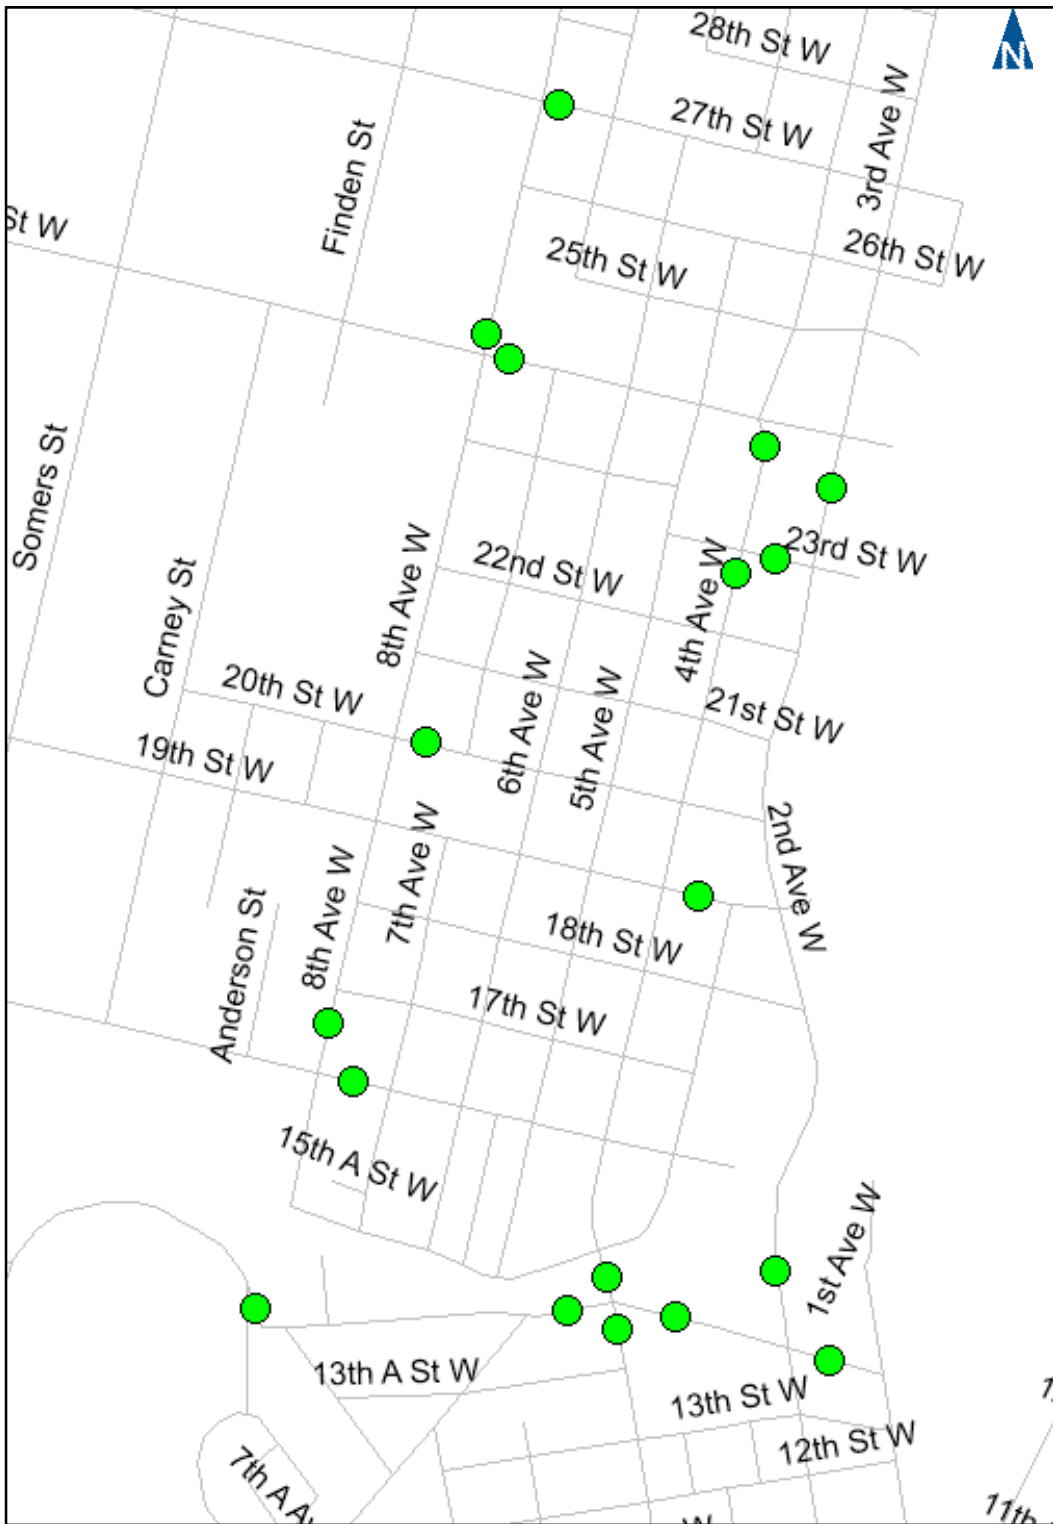 28th St W
N
27th St W
3rd Ave W
Finden St
St W
26th St W
25th St W
Somers St
23rd St W
22nd St W
8th Ave W
4th Ave W
Carney St
20th St W
6th Ave W
5th Ave W
21st St W
19th St W
2nd Ave W
7th Ave W
8th Ave W
18th St W
Anderson St
17th St W
15th A St W
1st Ave W
13th A St W
13th St W
12th St W
7th A Av
11th
W